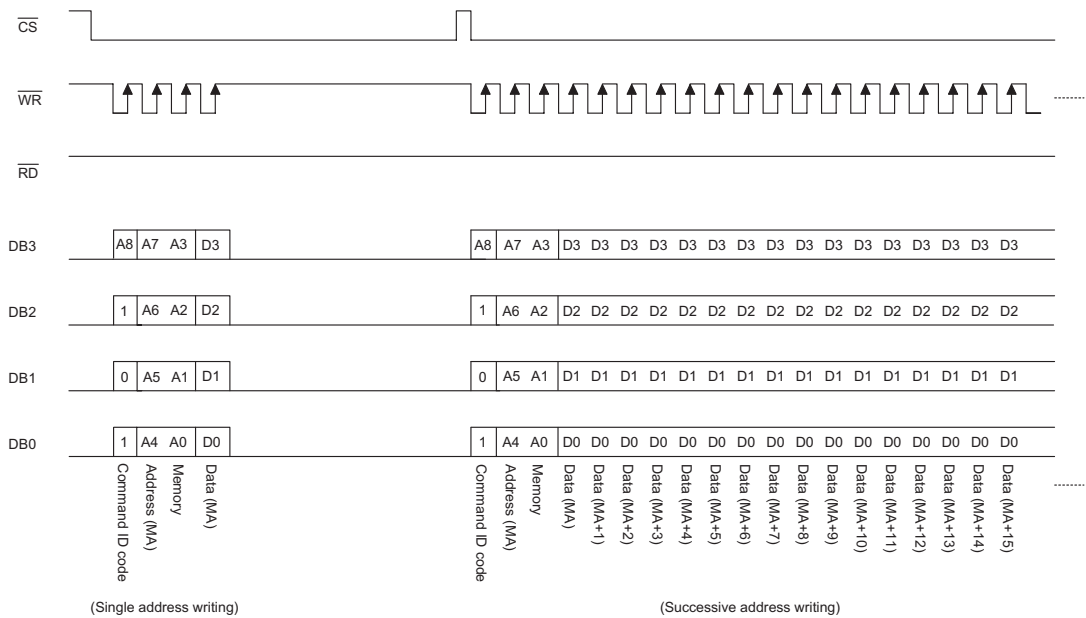 CS
WR
RD
DB3 A8 A7 A3 D3 A8 A7 A3 D3 D3 D3 D3 D3 D3 D3 D3 D3 D3 D3 D3 D3 D3 D3 D3
DB2 1 A6 A2 D2 1 A6 A2 D2 D2 D2 D2 D2 D2 D2 D2 D2 D2 D2 D2 D2 D2 D2 D2
DB1 0 A5 A1 D1 0 A5 A1 D1 D1 D1 D1 D1 D1 D1 D1 D1 D1 D1 D1 D1 D1 D1 D1
DB0 1 A4 A0 D0 1 A4 A0 D0 D0 D0 D0 D0 D0 D0 D0 D0 D0 D0 D0 D0 D0 D0 D0
Command ID code
Address (MA)
Memory
Data (MA)
Command ID code
Address (MA)
Memory
Data (MA)
Data (MA+1)
Data (MA+2)
Data (MA+3)
Data (MA+4)
Data (MA+5)
Data (MA+6)
Data (MA+7)
Data (MA+8)
Data (MA+9)
Data (MA+10)
Data (MA+11)
Data (MA+12)
Data (MA+13)
Data (MA+14)
Data (MA+15)
(Single address writing)
(Successive address writing)